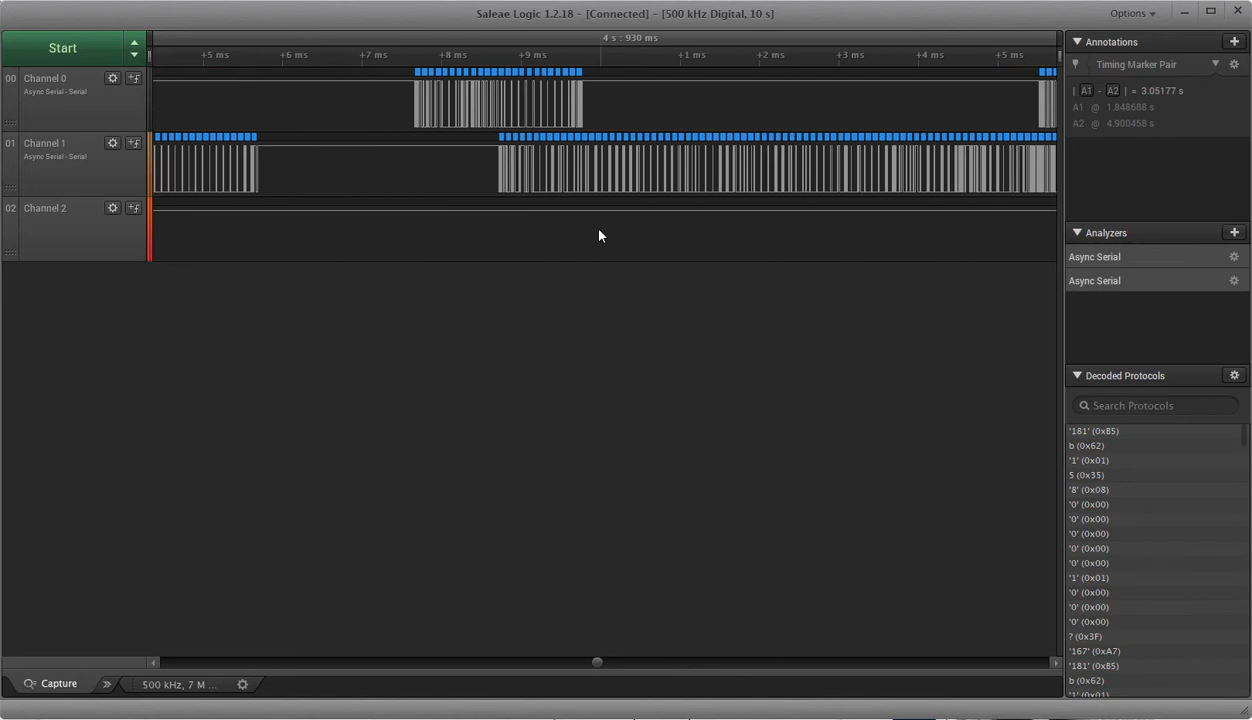 Saleae Logic 1.2.18 - [Connected] - [500 kHz Digital, 10 s]
Options
Start
4 s : 930 ms
+5 ms +6 ms +7 ms +8 ms +9 ms +1 ms +2 ms +3 ms +4 ms +5 ms
00 Channel 0
Async Serial - Serial
01 Channel 1
Async Serial - Serial
02 Channel 2
Annotations
Timing Marker Pair
| A1 - A2 | = 3.05177 s
A1 @ 1.848688 s
A2 @ 4.900458 s
Analyzers
Async Serial
Async Serial
Decoded Protocols
Search Protocols
'181' (0xB5)
b (0x62)
'1' (0x01)
5 (0x35)
'8' (0x08)
'0' (0x00)
'0' (0x00)
'0' (0x00)
'0' (0x00)
'0' (0x00)
'1' (0x01)
'0' (0x00)
'0' (0x00)
'0' (0x00)
? (0x3F)
'167' (0xA7)
'181' (0xB5)
b (0x62)
'1' (0x01)
Capture
500 kHz, 7 M ...